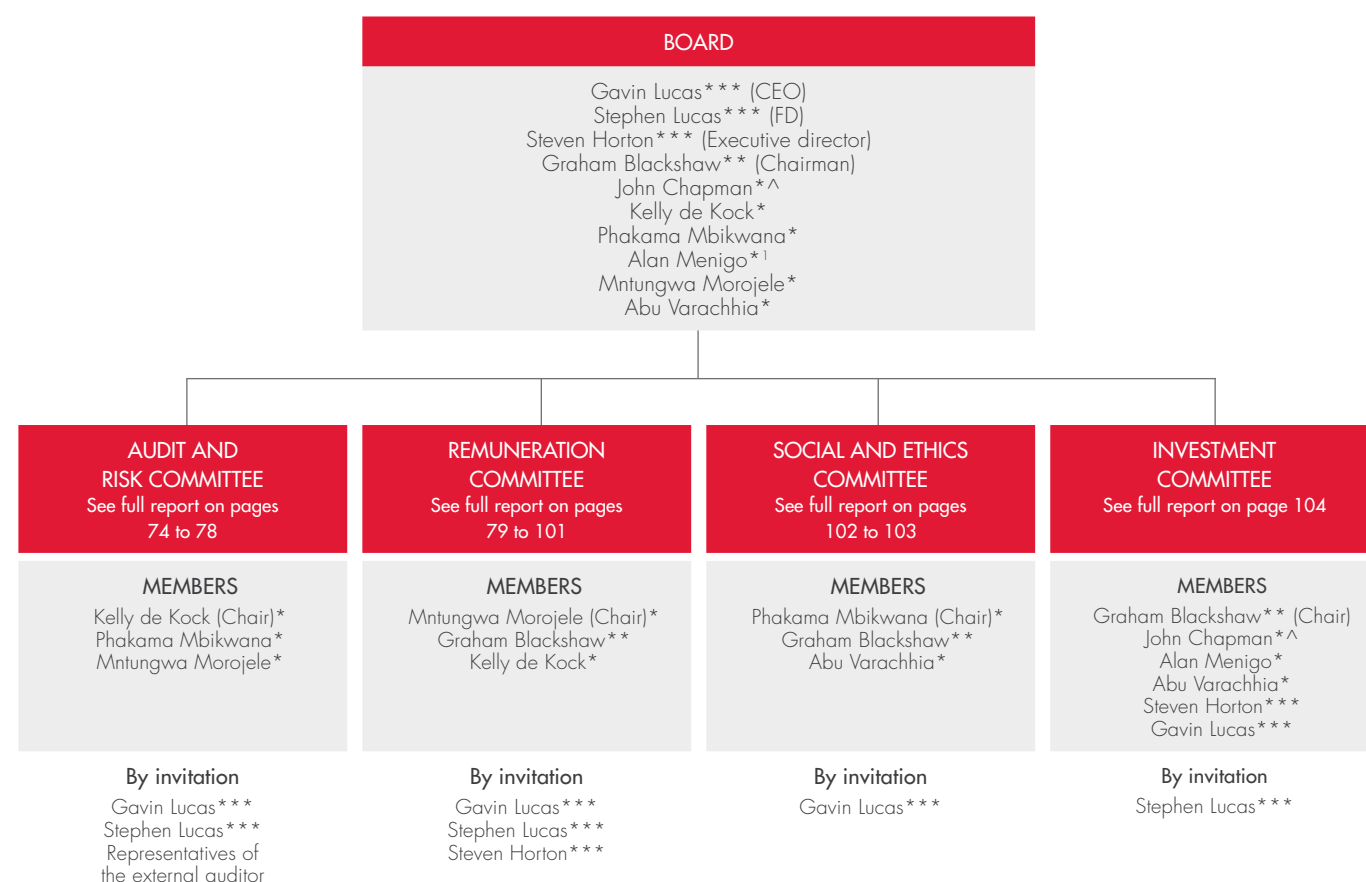 BOARD
Gavin Lucas*** (CEO)
Stephen Lucas*** (FD)
Steven Horton*** (Executive director)
Graham Blackshaw** (Chairman)
John Chapman*^
Kelly de Kock*
Phakama Mbikwana*
Alan Menigo*¹
Mntungwa Morojele*
Abu Varachhia*
AUDIT AND
RISK COMMITTEE
See full report on pages
74 to 78
MEMBERS
Kelly de Kock (Chair)*
Phakama Mbikwana*
Mntungwa Morojele*
By invitation
Gavin Lucas***
Stephen Lucas***
Representatives of
the external auditor
REMUNERATION
COMMITTEE
See full report on pages
79 to 101
MEMBERS
Mntungwa Morojele (Chair)*
Graham Blackshaw**
Kelly de Kock*
By invitation
Gavin Lucas***
Stephen Lucas***
Steven Horton***
SOCIAL AND ETHICS
COMMITTEE
See full report on pages
102 to 103
MEMBERS
Phakama Mbikwana (Chair)*
Graham Blackshaw**
Abu Varachhia*
By invitation
Gavin Lucas***
INVESTMENT
COMMITTEE
See full report on page 104
MEMBERS
Graham Blackshaw** (Chair)
John Chapman*^
Alan Menigo*
Abu Varachhia*
Steven Horton***
Gavin Lucas***
By invitation
Stephen Lucas***